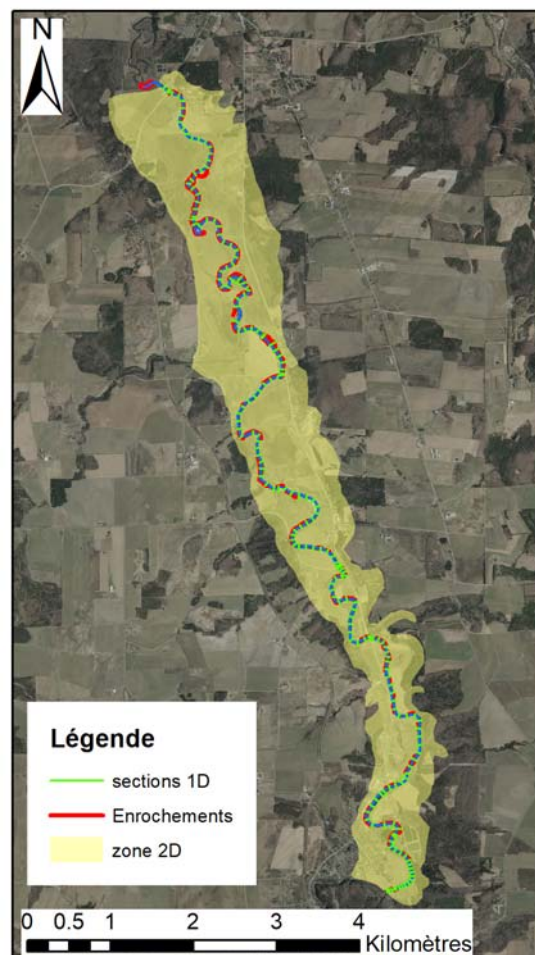 N
Légende
sections 1D
Enrochements
zone 2D
0 0.5 1 2 3 4
Kilomètres